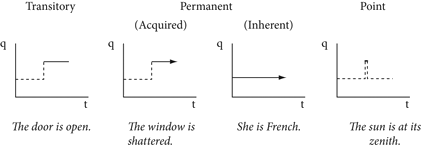 Transitory Permanent Point
(Acquired) (Inherent)
q q q q
t t t t
The door is open. The window is She is French. The sun is at its
shattered. zenith.